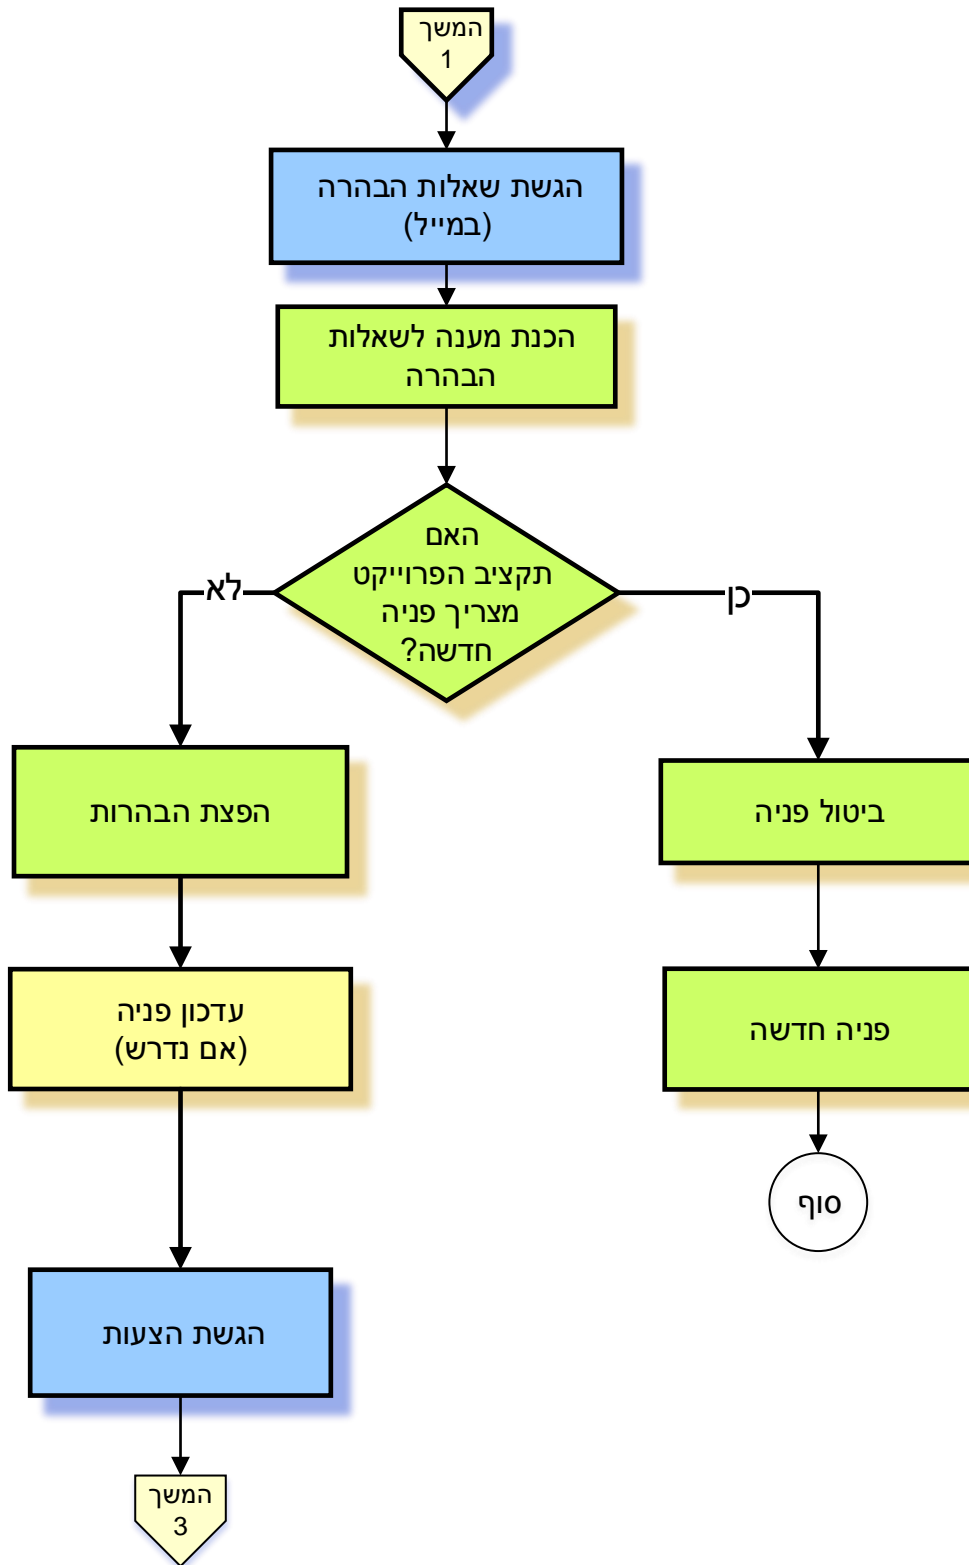 המשך
1
הגשת שאלות הבהרה
(במייל)
הכנת מענה לשאלות
הבהרה
האם
תקציב הפרוייקט
מצריך פניה
חדשה?
כן
לא
הפצת הבהרות
ביטול פניה
עדכון פניה
(אם נדרש)
פניה חדשה
סוף
הגשת הצעות
המשך
3